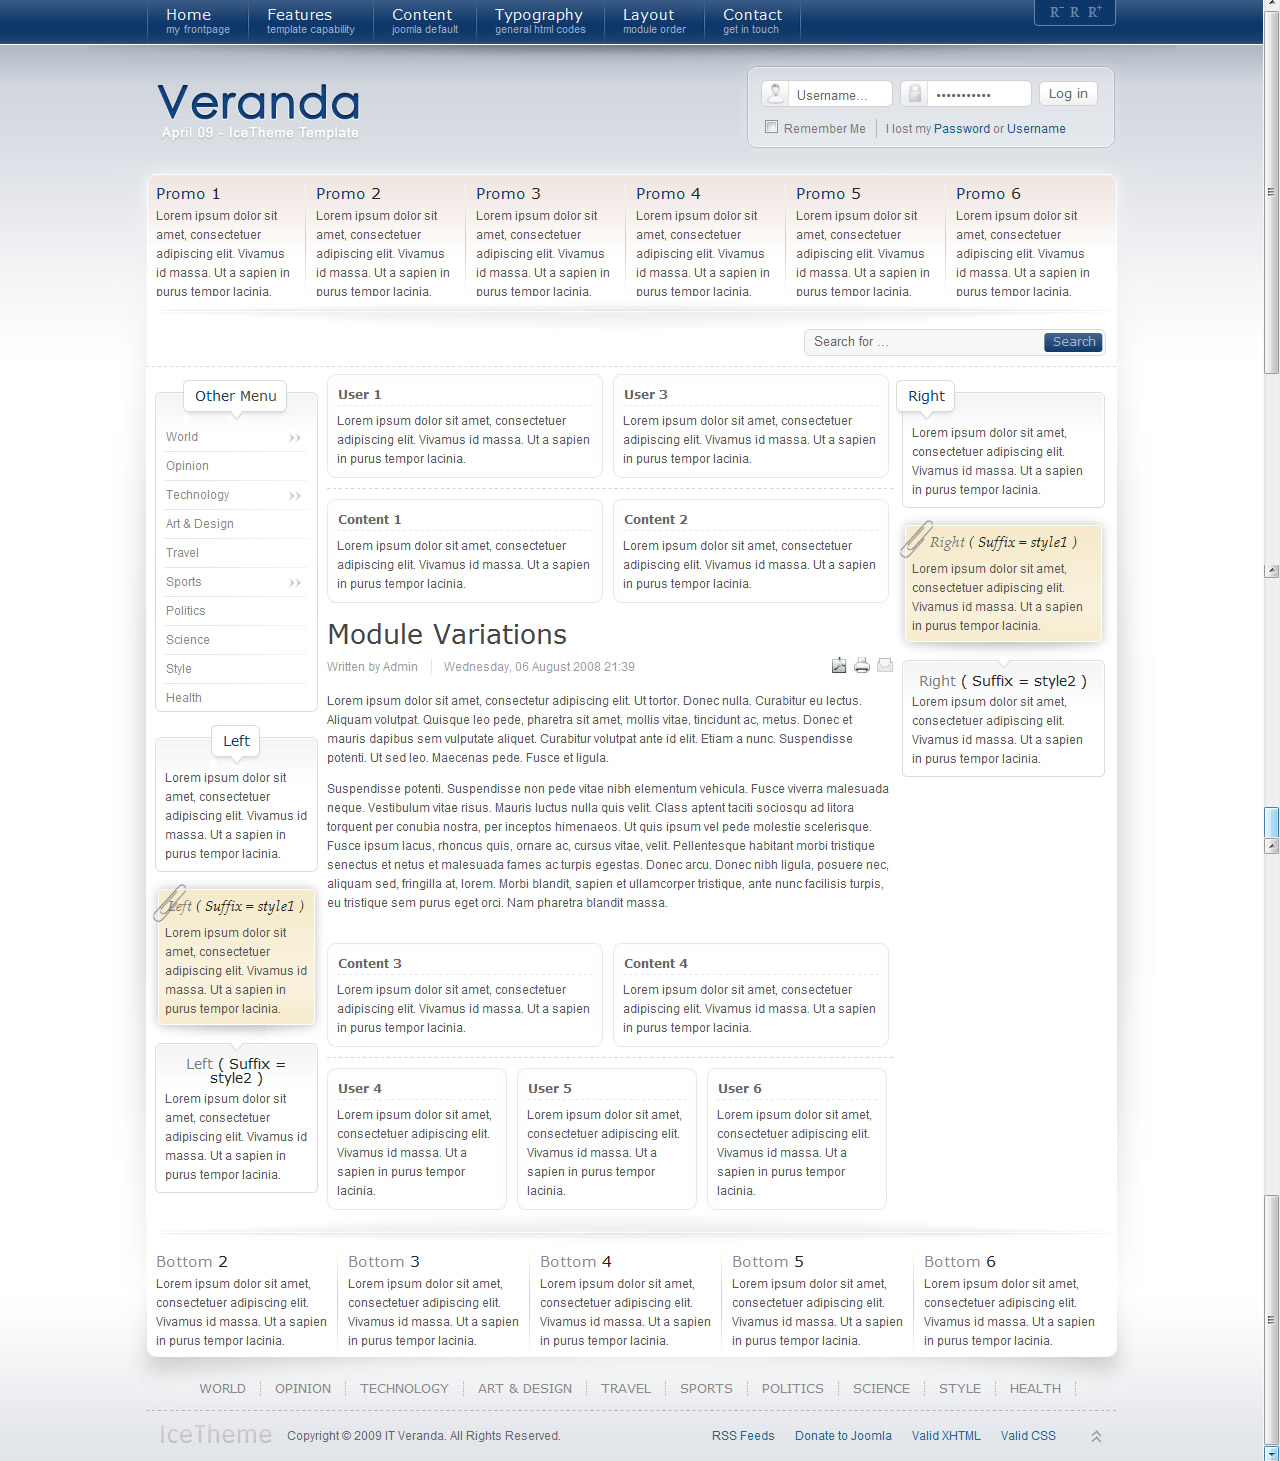 Home Features Content Typography Layout Contact
my frontpage template capability joomla default general html codes module order get in touch
R- R R+
Veranda
April 09 - IceTheme Template
Username... ••••••••••• Log in
Remember Me I lost my Password or Username
Promo 1
Lorem ipsum dolor sit
amet, consectetuer
adipiscing elit. Vivamus
id massa. Ut a sapien in
purus tempor lacinia.
Promo 2
Lorem ipsum dolor sit
amet, consectetuer
adipiscing elit. Vivamus
id massa. Ut a sapien in
purus tempor lacinia.
Promo 3
Lorem ipsum dolor sit
amet, consectetuer
adipiscing elit. Vivamus
id massa. Ut a sapien in
purus tempor lacinia.
Promo 4
Lorem ipsum dolor sit
amet, consectetuer
adipiscing elit. Vivamus
id massa. Ut a sapien in
purus tempor lacinia.
Promo 5
Lorem ipsum dolor sit
amet, consectetuer
adipiscing elit. Vivamus
id massa. Ut a sapien in
purus tempor lacinia.
Promo 6
Lorem ipsum dolor sit
amet, consectetuer
adipiscing elit. Vivamus
id massa. Ut a sapien in
purus tempor lacinia.
Search for ... Search
Other Menu
World
Opinion
Technology
Art & Design
Travel
Sports
Politics
Science
Style
Health
Left
Lorem ipsum dolor sit
amet, consectetuer
adipiscing elit. Vivamus id
massa. Ut a sapien in
purus tempor lacinia.
Left ( Suffix = style1 )
Lorem ipsum dolor sit
amet, consectetuer
adipiscing elit. Vivamus id
massa. Ut a sapien in
purus tempor lacinia.
Left ( Suffix =
style2 )
Lorem ipsum dolor sit
amet, consectetuer
adipiscing elit. Vivamus id
massa. Ut a sapien in
purus tempor lacinia.
User 1
Lorem ipsum dolor sit amet, consectetuer
adipiscing elit. Vivamus id massa. Ut a sapien
in purus tempor lacinia.
User 3
Lorem ipsum dolor sit amet, consectetuer
adipiscing elit. Vivamus id massa. Ut a sapien
in purus tempor lacinia.
Content 1
Lorem ipsum dolor sit amet, consectetuer
adipiscing elit. Vivamus id massa. Ut a sapien
in purus tempor lacinia.
Content 2
Lorem ipsum dolor sit amet, consectetuer
adipiscing elit. Vivamus id massa. Ut a sapien
in purus tempor lacinia.
Module Variations
Written by Admin Wednesday, 06 August 2008 21:39
Lorem ipsum dolor sit amet, consectetur adipiscing elit. Ut tortor. Donec nulla. Curabitur eu lectus.
Aliquam volutpat. Quisque leo pede, pharetra sit amet, mollis vitae, tincidunt ac, metus. Donec et
mauris dapibus sem vulputate aliquet. Curabitur volutpat ante id elit. Etiam a nunc. Suspendisse
potenti. Ut sed leo. Maecenas pede. Fusce et ligula.
Suspendisse potenti. Suspendisse non pede vitae nibh elementum vehicula. Fusce viverra malesuada
neque. Vestibulum vitae risus. Mauris luctus nulla quis velit. Class aptent taciti sociosqu ad litora
torquent per conubia nostra, per inceptos himenaeos. Ut quis ipsum vel pede molestie scelerisque.
Fusce ipsum lacus, rhoncus quis, ornare ac, cursus vitae, velit. Pellentesque habitant morbi tristique
senectus et netus et malesuada fames ac turpis egestas. Donec arcu. Donec nibh ligula, posuere nec,
aliquam sed, fringilla at, lorem. Morbi blandit, sapien et ullamcorper tristique, ante nunc facilisis turpis,
eu tristique sem purus eget orci. Nam pharetra blandit massa.
Content 3
Lorem ipsum dolor sit amet, consectetuer
adipiscing elit. Vivamus id massa. Ut a sapien
in purus tempor lacinia.
Content 4
Lorem ipsum dolor sit amet, consectetuer
adipiscing elit. Vivamus id massa. Ut a sapien
in purus tempor lacinia.
User 4
Lorem ipsum dolor sit amet,
consectetuer adipiscing elit.
Vivamus id massa. Ut a
sapien in purus tempor
lacinia.
User 5
Lorem ipsum dolor sit amet,
consectetuer adipiscing elit.
Vivamus id massa. Ut a
sapien in purus tempor
lacinia.
User 6
Lorem ipsum dolor sit amet,
consectetuer adipiscing elit.
Vivamus id massa. Ut a
sapien in purus tempor
lacinia.
Right
Lorem ipsum dolor sit amet,
consectetuer adipiscing elit.
Vivamus id massa. Ut a sapien
in purus tempor lacinia.
Right ( Suffix = style1 )
Lorem ipsum dolor sit amet,
consectetuer adipiscing elit.
Vivamus id massa. Ut a sapien
in purus tempor lacinia.
Right ( Suffix = style2 )
Lorem ipsum dolor sit amet,
consectetuer adipiscing elit.
Vivamus id massa. Ut a sapien
in purus tempor lacinia.
Bottom 2
Lorem ipsum dolor sit amet,
consectetuer adipiscing elit.
Vivamus id massa. Ut a sapien
in purus tempor lacinia.
Bottom 3
Lorem ipsum dolor sit amet,
consectetuer adipiscing elit.
Vivamus id massa. Ut a sapien
in purus tempor lacinia.
Bottom 4
Lorem ipsum dolor sit amet,
consectetuer adipiscing elit.
Vivamus id massa. Ut a sapien
in purus tempor lacinia.
Bottom 5
Lorem ipsum dolor sit amet,
consectetuer adipiscing elit.
Vivamus id massa. Ut a sapien
in purus tempor lacinia.
Bottom 6
Lorem ipsum dolor sit amet,
consectetuer adipiscing elit.
Vivamus id massa. Ut a sapien
in purus tempor lacinia.
WORLD OPINION TECHNOLOGY ART & DESIGN TRAVEL SPORTS POLITICS SCIENCE STYLE HEALTH
IceTheme Copyright © 2009 IT Veranda. All Rights Reserved. RSS Feeds Donate to Joomla Valid XHTML Valid CSS